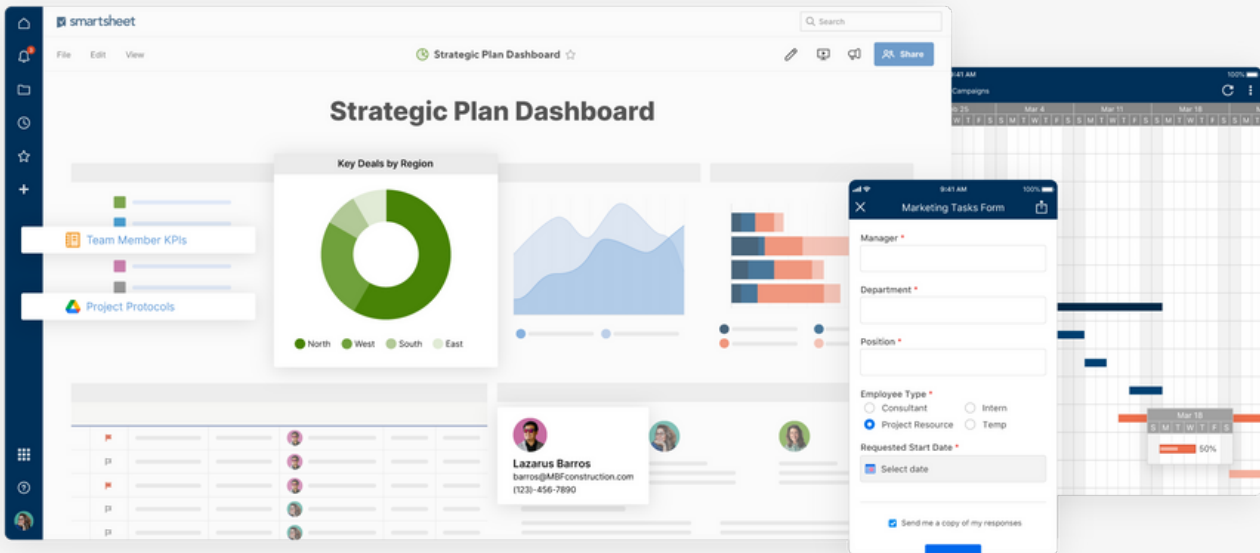 smartsheet
Search
File Edit View
Strategic Plan Dashboard
Share
Strategic Plan Dashboard
Key Deals by Region
North West South East
Team Member KPIs
Project Protocols
Lazarus Barros
barros@MBFconstruction.com
(123)-456-7890
9:41 AM 100%
Marketing Tasks Form
Manager *
Department *
Position *
Employee Type *
Consultant Intern
Project Resource Temp
Requested Start Date *
Select date
Send me a copy of my responses
9:41 AM 100%
Campaigns
25 Mar 4 Mar 11 Mar 18
W T F S S M T W T F S S M T W T F S S M T W T F S S M T
Mar 18
S M T W T F S
50%